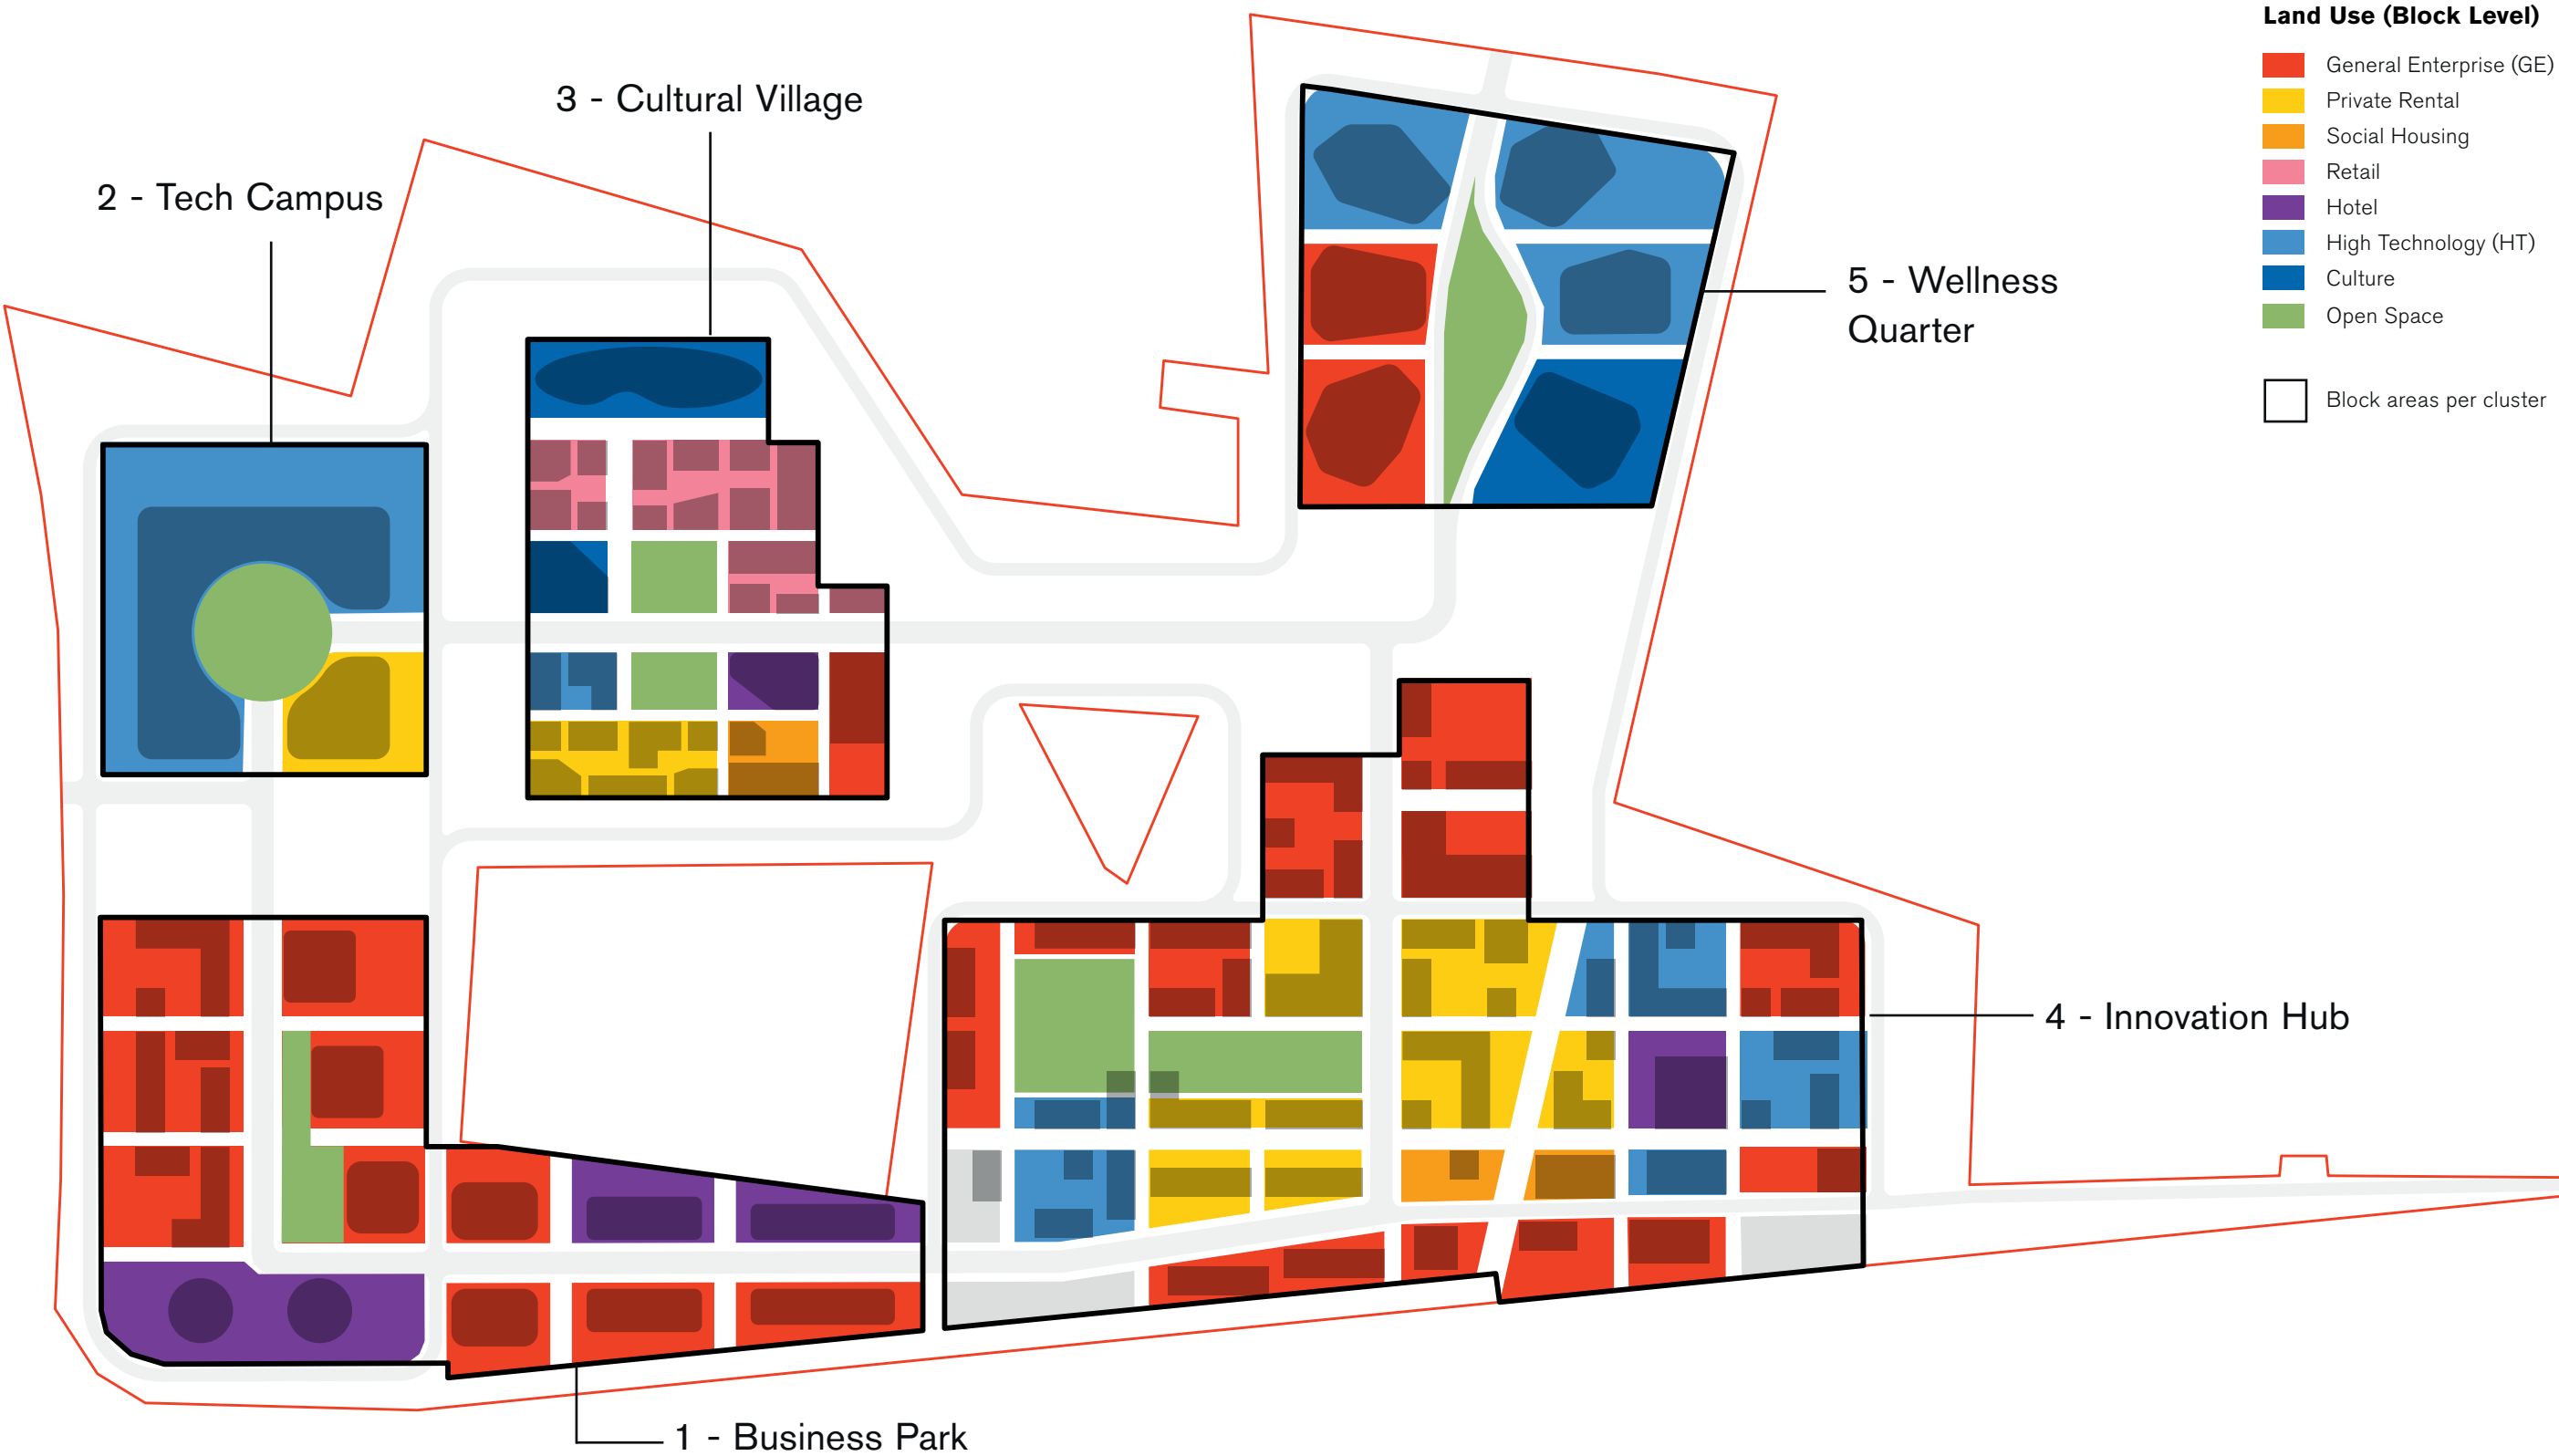 Land Use (Block Level)
General Enterprise (GE)
Private Rental
Social Housing
Retail
Hotel
High Technology (HT)
Culture
Open Space
Block areas per cluster
3 - Cultural Village
2 - Tech Campus
5 - Wellness
Quarter
4 - Innovation Hub
1 - Business Park